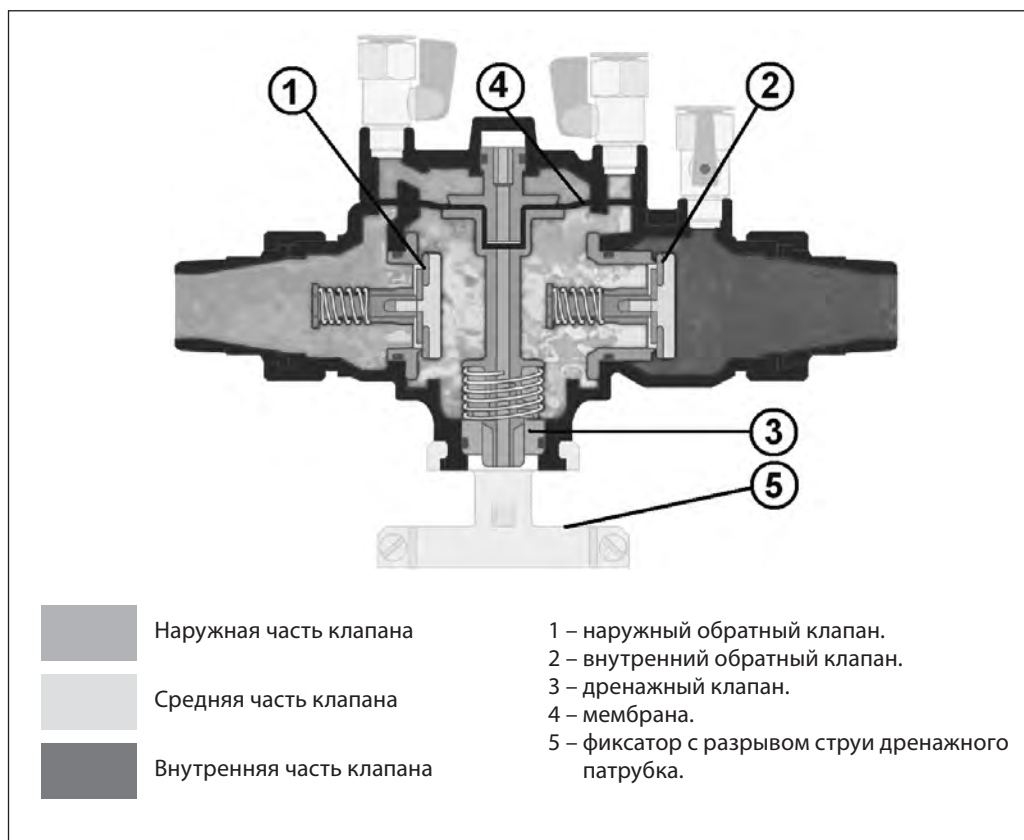 1
4
2
3
5
Наружная часть клапана
Средняя часть клапана
Внутренняя часть клапана
1 – наружный обратный клапан.
2 – внутренний обратный клапан.
3 – дренажный клапан.
4 – мембрана.
5 – фиксатор с разрывом струи дренажного
патрубка.